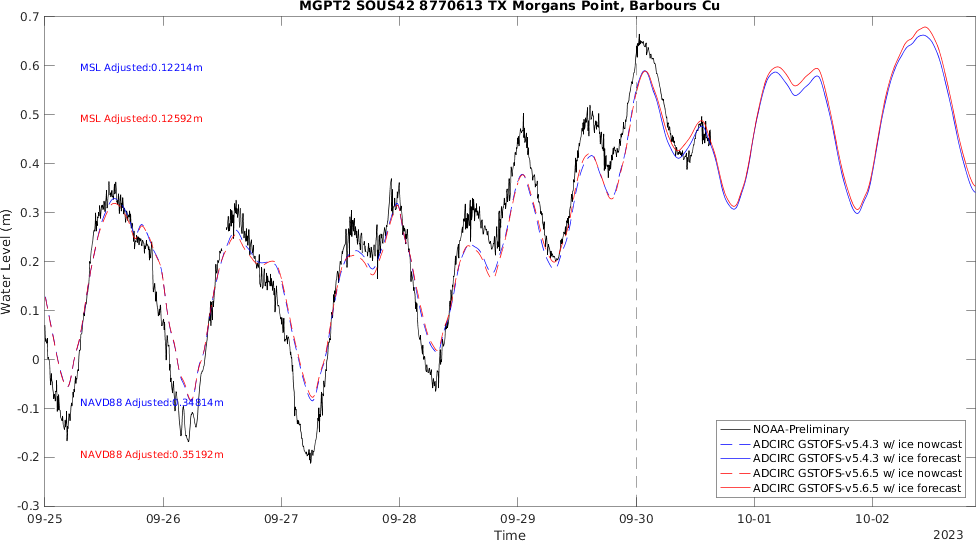 MGPT2 SOUS42 8770613 TX Morgans Point, Barbours Cu
0.7
0.6
0.5
0.4
0.3
0.2
0.1
0
-0.1
-0.2
-0.3
Water Level (m)
MSL Adjusted:0.12214m
MSL Adjusted:0.12592m
NAVD88 Adjusted:0.34814m
NAVD88 Adjusted:0.35192m
NOAA-Preliminary
ADCIRC GSTOFS-v5.4.3 w/ ice nowcast
ADCIRC GSTOFS-v5.4.3 w/ ice forecast
ADCIRC GSTOFS-v5.6.5 w/ ice nowcast
ADCIRC GSTOFS-v5.6.5 w/ ice forecast
09-25 09-26 09-27 09-28 09-29 09-30 10-01 10-02
Time
2023